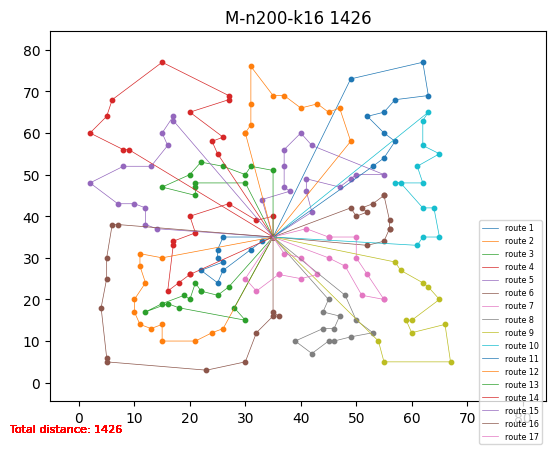 M-n200-k16 1426
80
70
60
50
40
30
20
10
0
0 10 20 30 40 50 60 70 80
route 1
route 2
route 3
route 4
route 5
route 6
route 7
route 8
route 9
route 10
route 11
route 12
route 13
route 14
route 15
route 16
route 17
Total distance: 1426